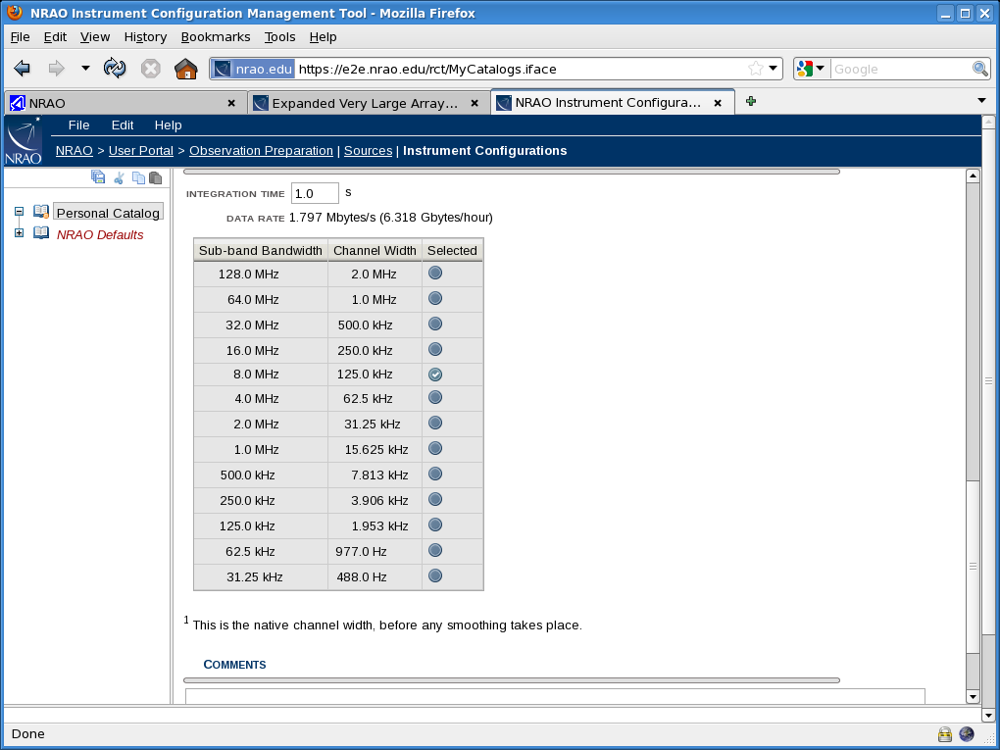 NRAO Instrument Configuration Management Tool - Mozilla Firefox
File Edit View History Bookmarks Tools Help
nrao.edu https://e2e.nrao.edu/rct/MyCatalogs.iface Google
NRAO Expanded Very Large Array... NRAO Instrument Configura...
File Edit Help
NRAO
NRAO > User Portal > Observation Preparation | Sources | Instrument Configurations
Personal Catalog
NRAO Defaults
INTEGRATION TIME 1.0 s
DATA RATE 1.797 Mbytes/s (6.318 Gbytes/hour)
Sub-band Bandwidth Channel Width Selected
128.0 MHz 2.0 MHz
64.0 MHz 1.0 MHz
32.0 MHz 500.0 kHz
16.0 MHz 250.0 kHz
8.0 MHz 125.0 kHz
4.0 MHz 62.5 kHz
2.0 MHz 31.25 kHz
1.0 MHz 15.625 kHz
500.0 kHz 7.813 kHz
250.0 kHz 3.906 kHz
125.0 kHz 1.953 kHz
62.5 kHz 977.0 Hz
31.25 kHz 488.0 Hz
1 This is the native channel width, before any smoothing takes place.
COMMENTS
Done